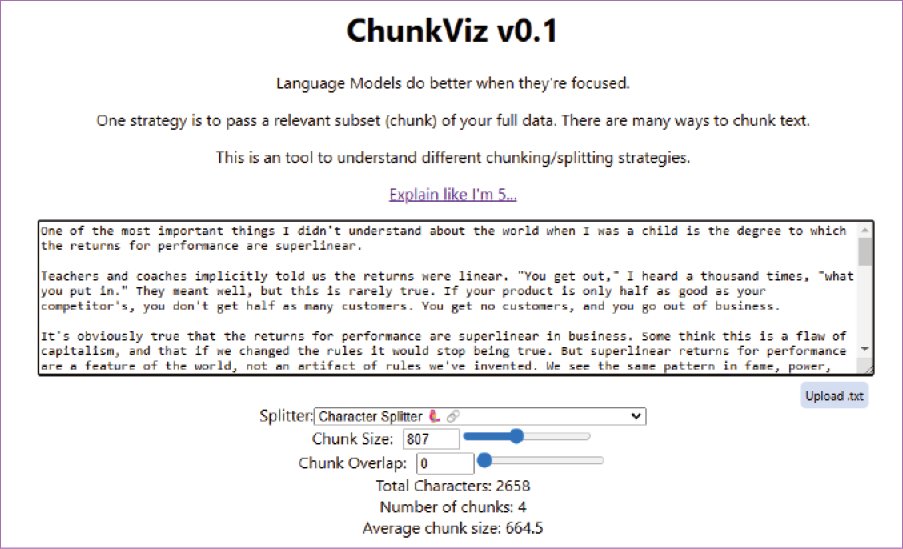 ChunkViz v0.1
Language Models do better when they're focused.
One strategy is to pass a relevant subset (chunk) of your full data. There are many ways to chunk text.
This is an tool to understand different chunking/splitting strategies.
Explain like I'm 5...
One of the most important things I didn't understand about the world when I was a child is the degree to which
the returns for performance are superlinear.
Teachers and coaches implicitly told us the returns were linear. "You get out," I heard a thousand times, "what
you put in." They meant well, but this is rarely true. If your product is only half as good as your
competitor's, you don't get half as many customers. You get no customers, and you go out of business.
It's obviously true that the returns for performance are superlinear in business. Some think this is a flaw of
capitalism, and that if we changed the rules it would stop being true. But superlinear returns for performance
are a feature of the world, not an artifact of rules we've invented. We see the same pattern in fame, power,
Upload .txt
Splitter: Character Splitter 🦜 🔗
Chunk Size: 807
Chunk Overlap: 0
Total Characters: 2658
Number of chunks: 4
Average chunk size: 664.5